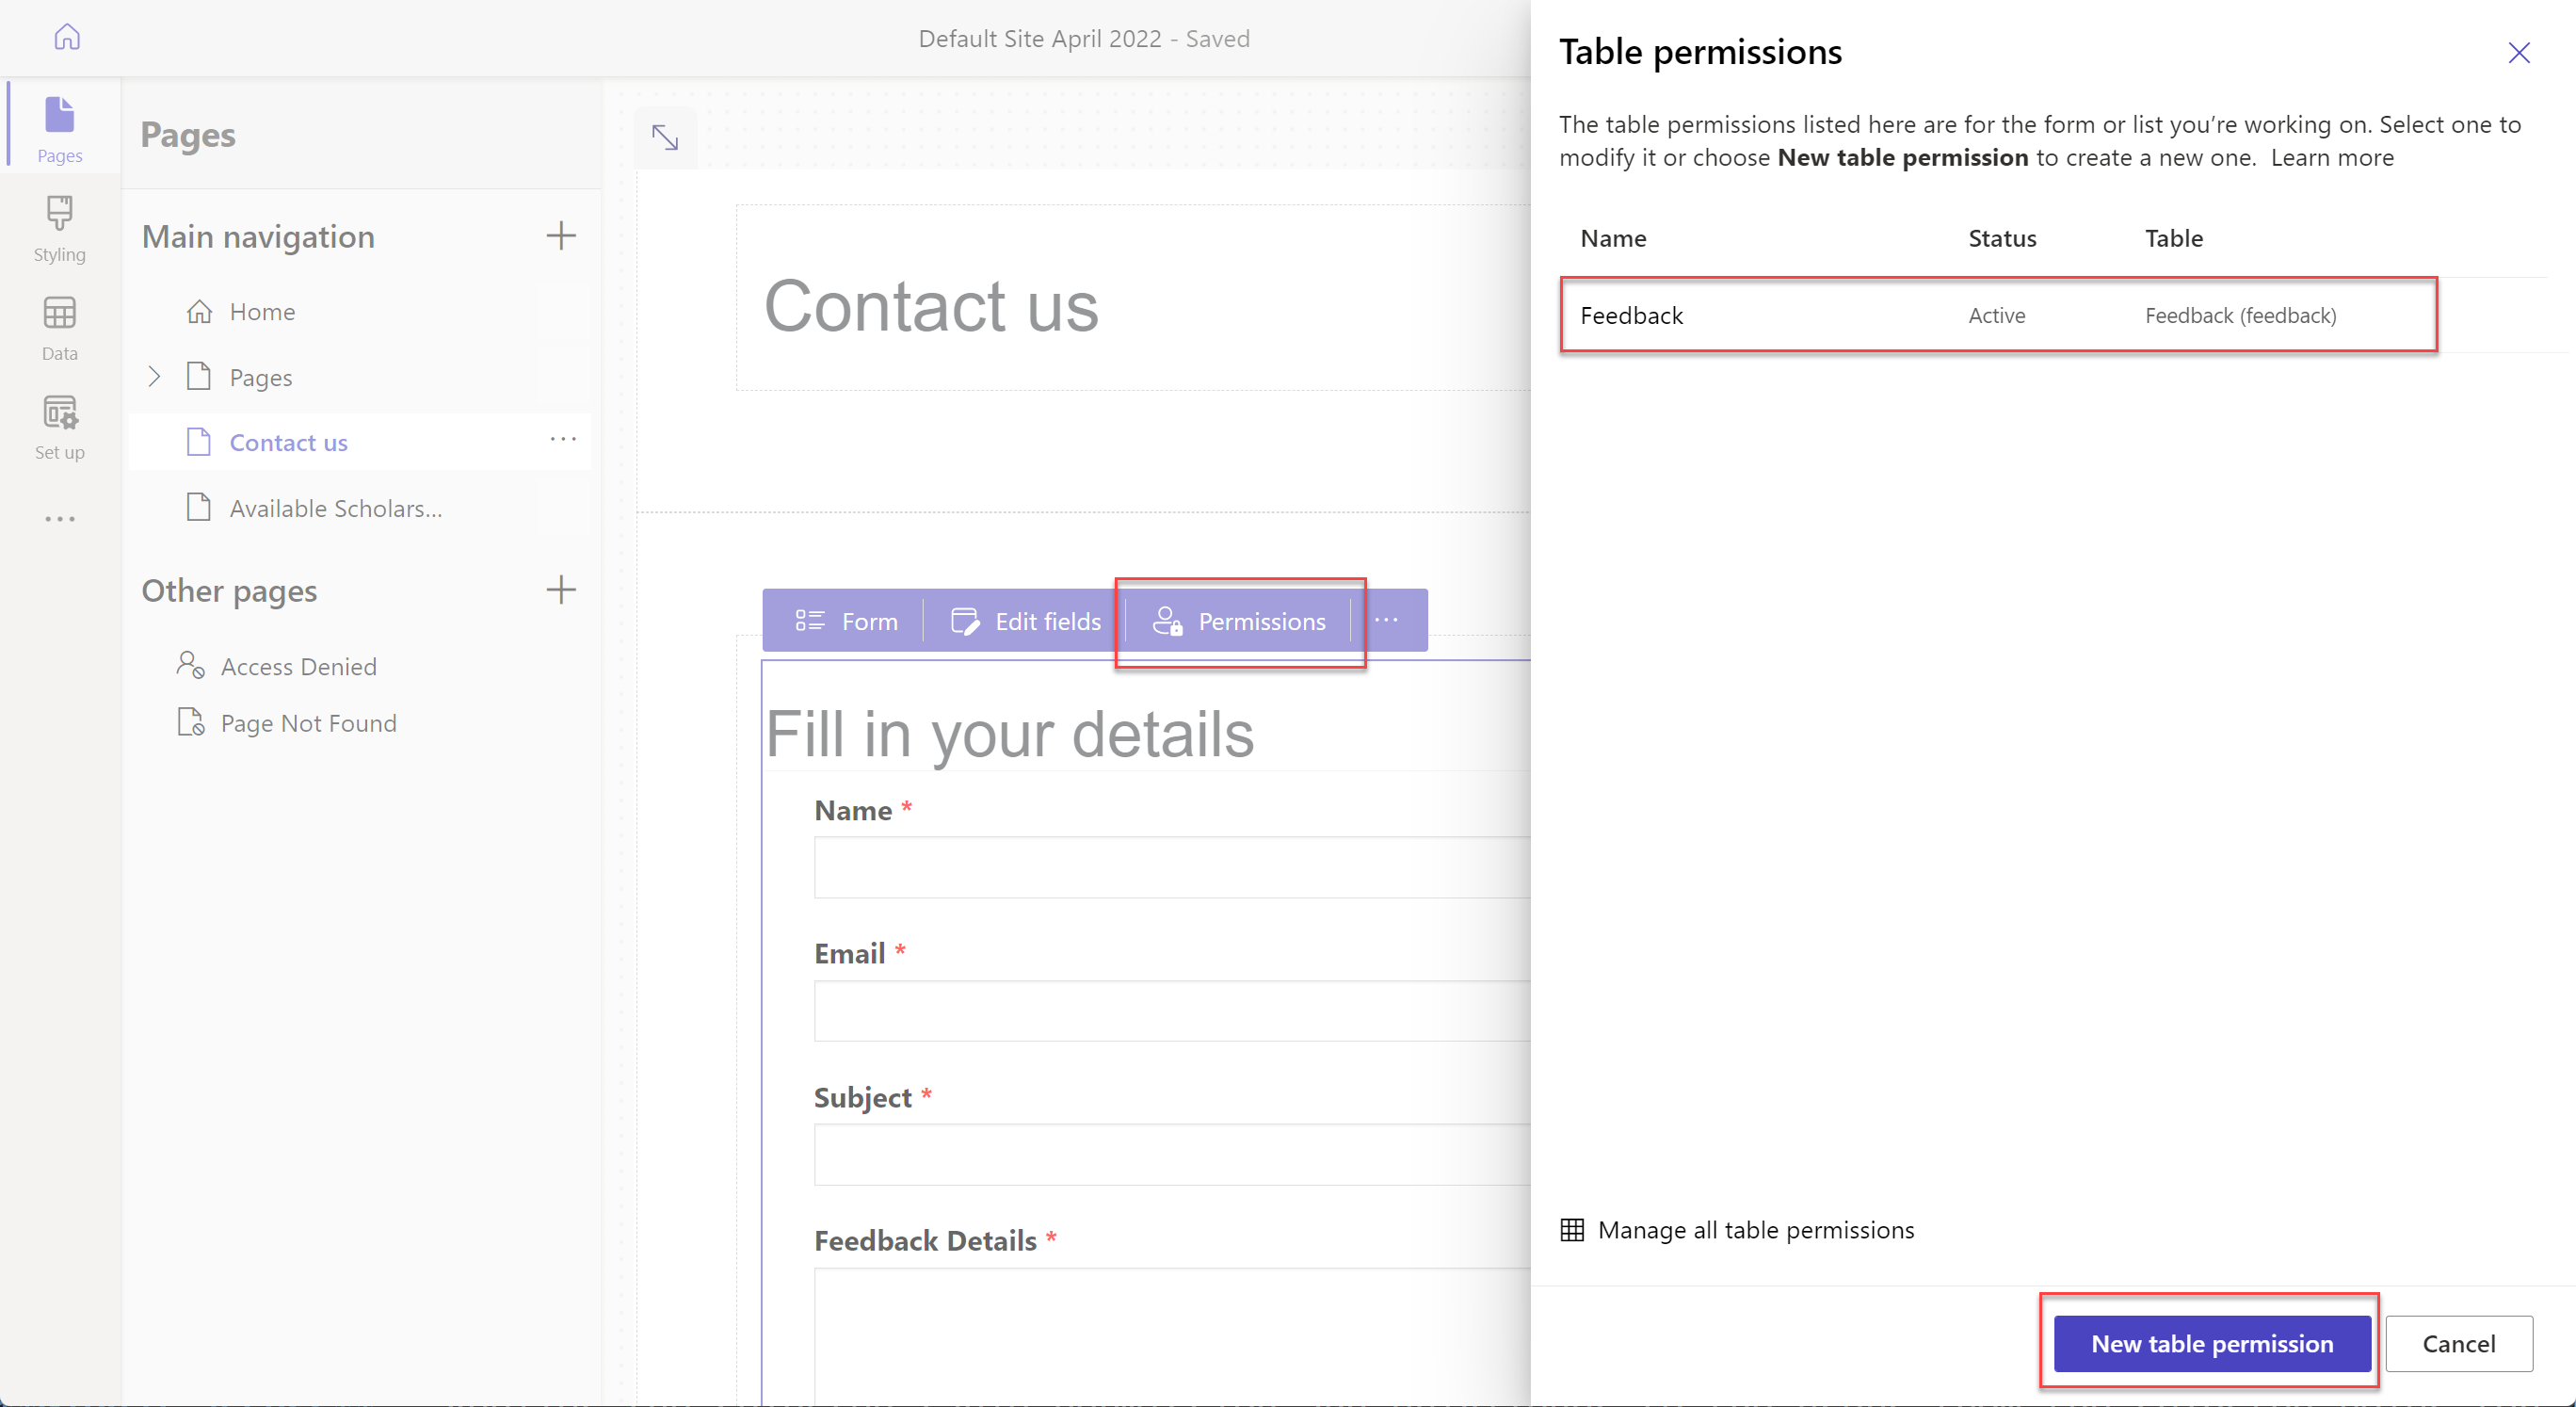 Default Site April 2022 - Saved
Pages
Styling
Data
Set up
Pages
Main navigation
Home
Pages
Contact us
Available Scholars...
Other pages
Access Denied
Page Not Found
Contact us
Form
Edit fields
Permissions
Fill in your details
Name *
Email *
Subject *
Feedback Details *
Table permissions
The table permissions listed here are for the form or list you’re working on. Select one to
modify it or choose New table permission to create a new one. Learn more
Name Status Table
Feedback Active Feedback (feedback)
Manage all table permissions
New table permission
Cancel